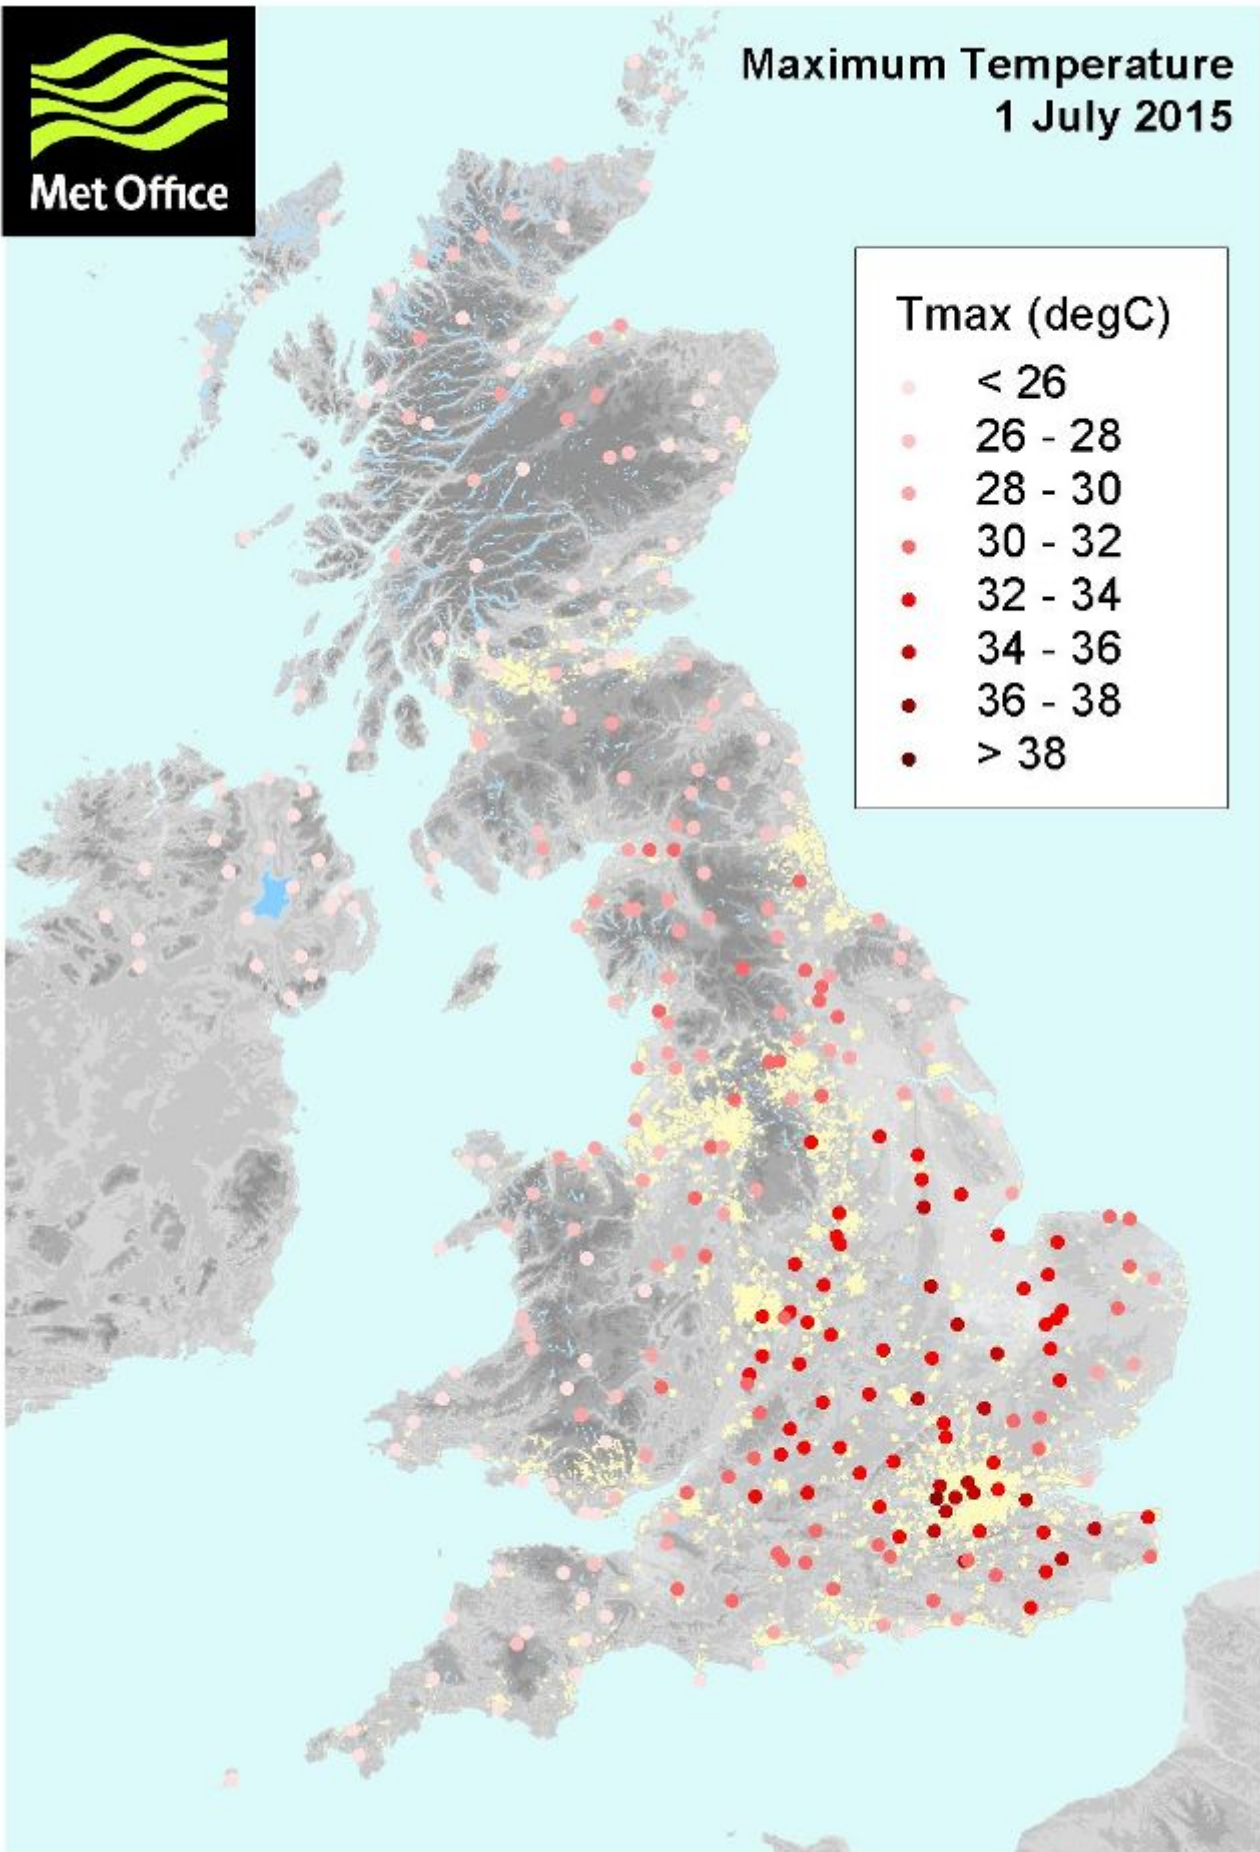 Met Office
Maximum Temperature
1 July 2015
Tmax (degC)
< 26
26 - 28
28 - 30
30 - 32
32 - 34
34 - 36
36 - 38
> 38